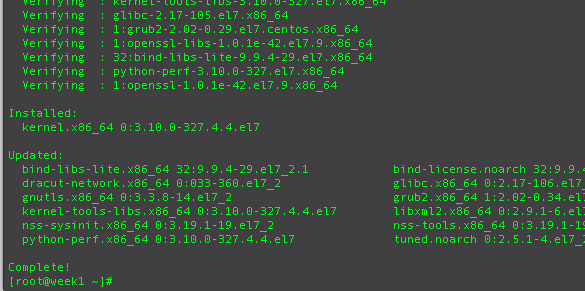 Verifying : kernel-tools-libs-3.10.0-327.el7.x86_64
Verifying : glibc-2.17-105.el7.x86_64
Verifying : 1:grub2-2.02-0.29.el7.centos.x86_64
Verifying : 1:openssl-libs-1.0.1e-42.el7.9.x86_64
Verifying : 32:bind-libs-lite-9.9.4-29.el7.x86_64
Verifying : python-perf-3.10.0-327.el7.x86_64
Verifying : 1:openssl-1.0.1e-42.el7.9.x86_64
Installed:
kernel.x86_64 0:3.10.0-327.4.4.el7
Updated:
bind-libs-lite.x86_64 32:9.9.4-29.el7_2.1 bind-license.noarch 32:9.9.4
dracut-network.x86_64 0:033-360.el7_2 glibc.x86_64 0:2.17-106.el7_
gnutls.x86_64 0:3.3.8-14.el7_2 grub2.x86_64 1:2.02-0.34.el7
kernel-tools-libs.x86_64 0:3.10.0-327.4.4.el7 libxml2.x86_64 0:2.9.1-6.el7
nss-sysinit.x86_64 0:3.19.1-19.el7_2 nss-tools.x86_64 0:3.19.1-19
python-perf.x86_64 0:3.10.0-327.4.4.el7 tuned.noarch 0:2.5.1-4.el7_2
Complete!
[root@week1 ~]#